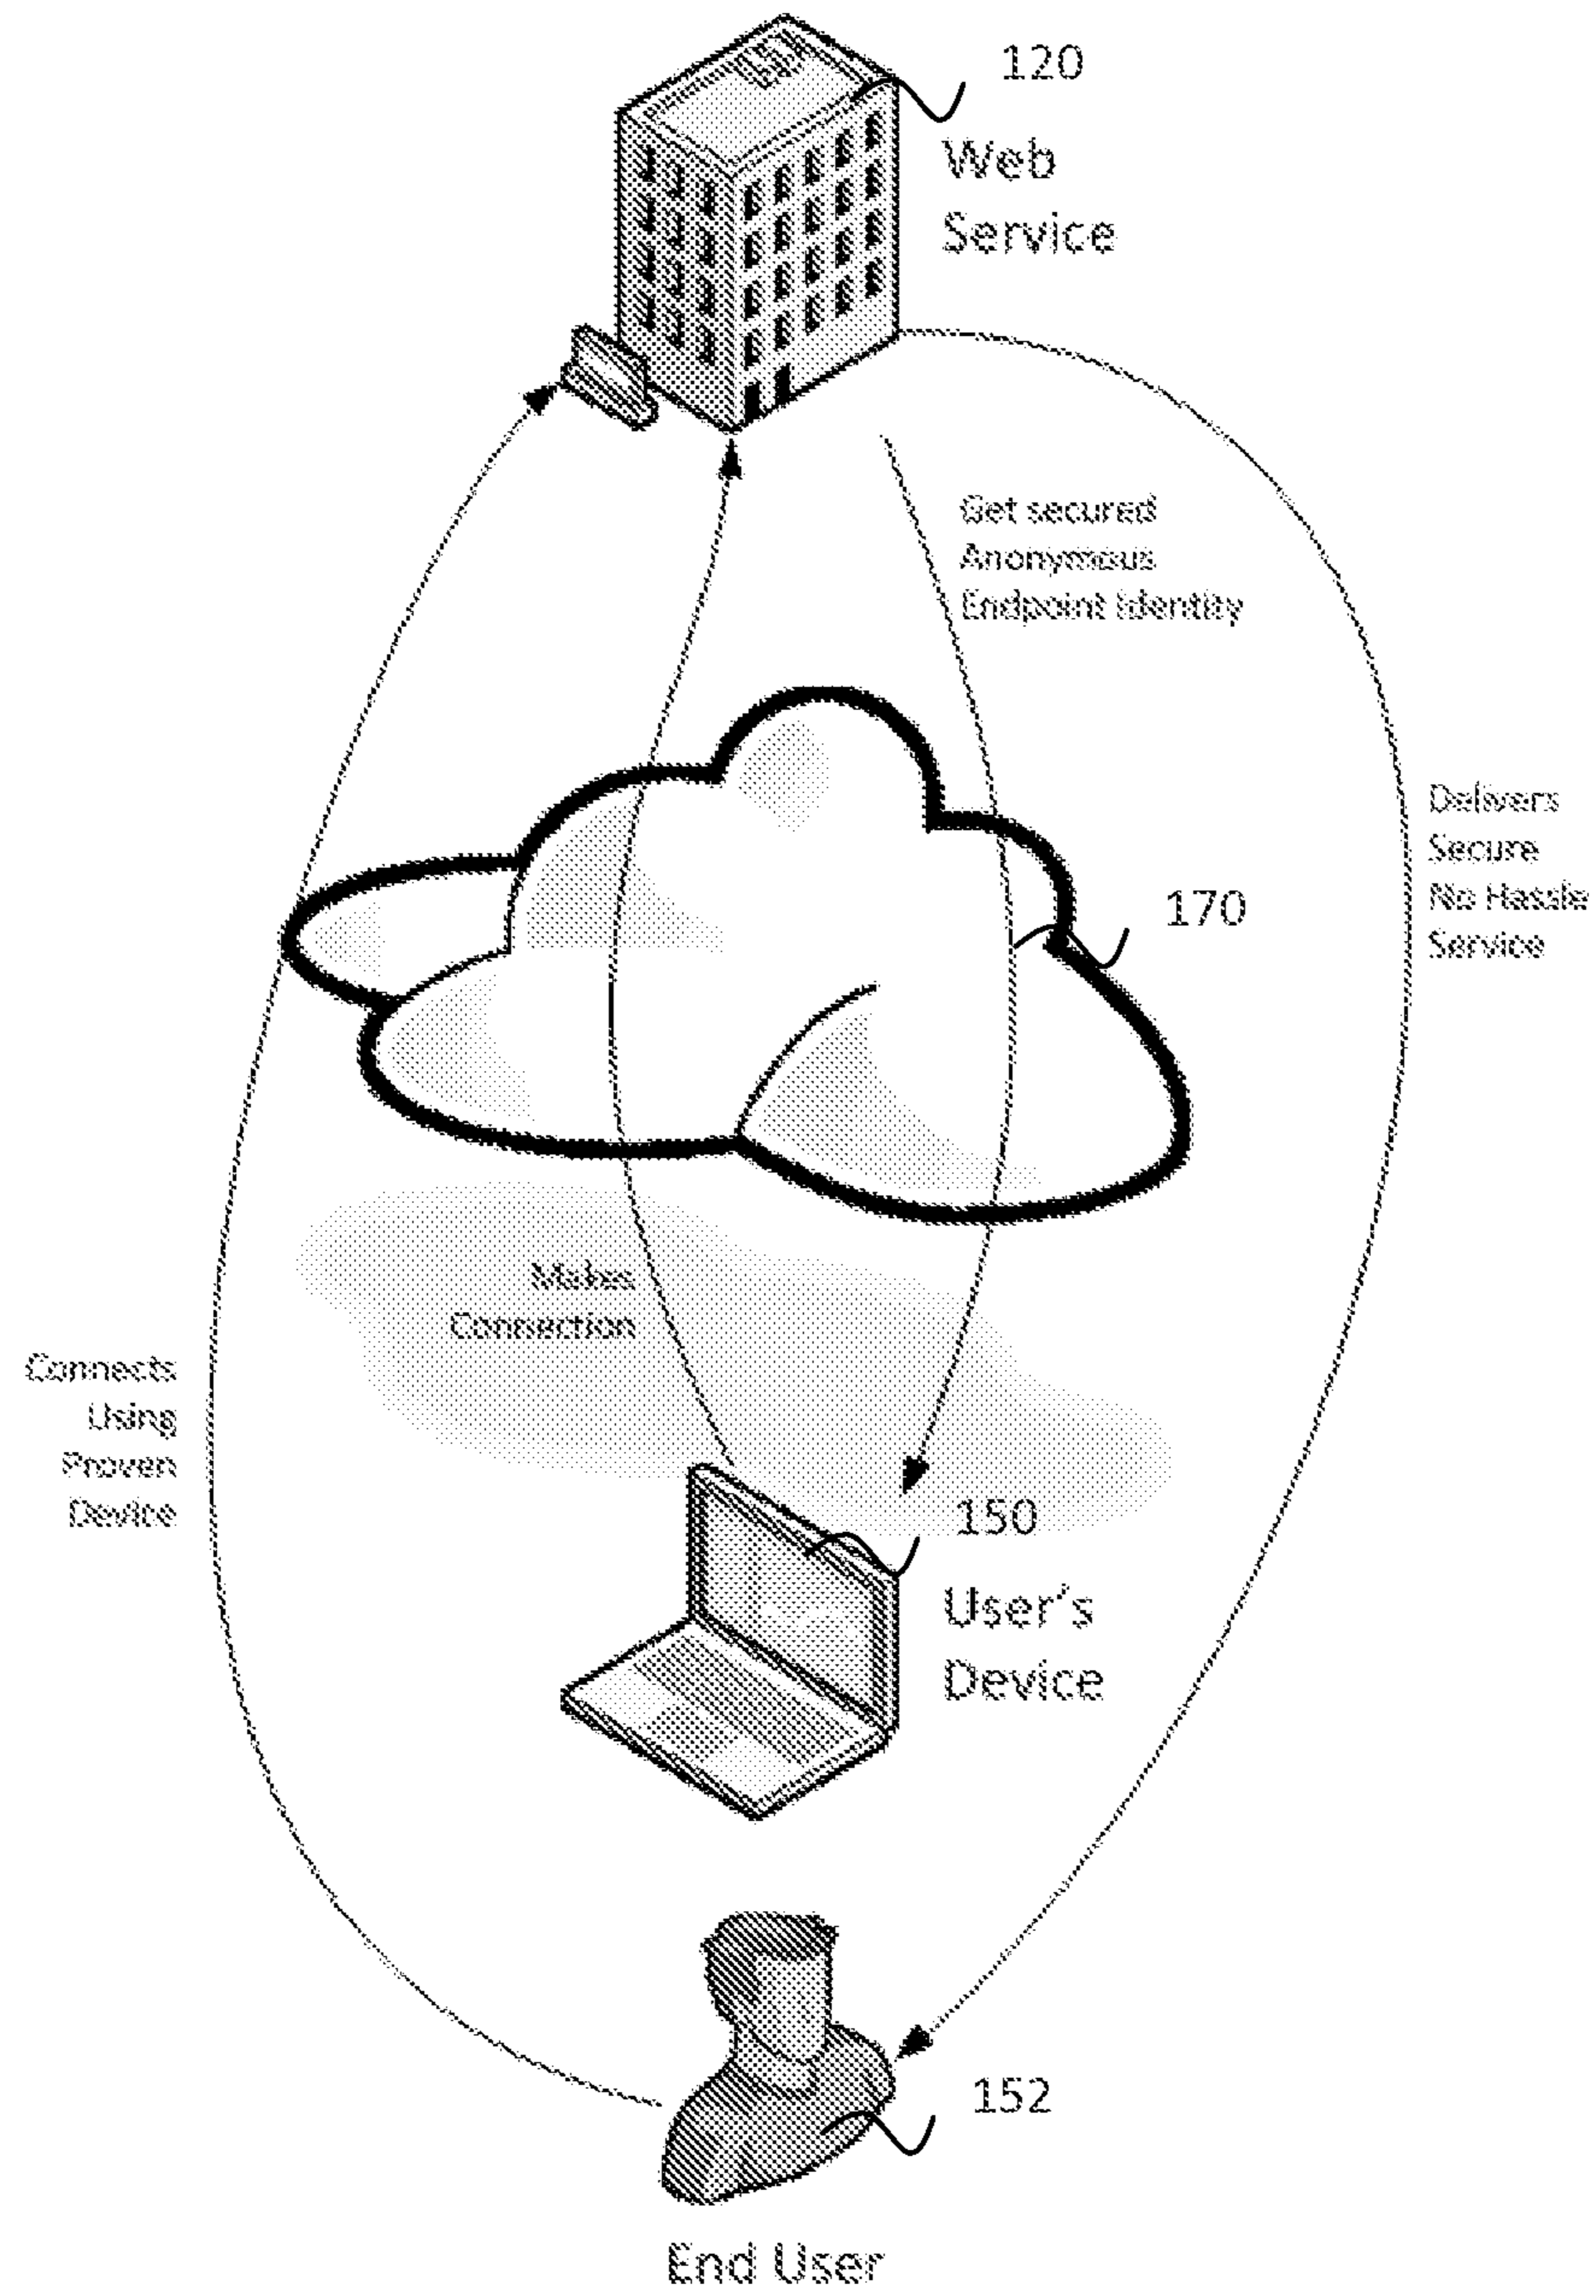 120
Web
Service
Get secured
Anonymous
Endpoint Identity
Delivers
Secure
No Hassle
Service
170
Makes
Connection
Connects
Using
Proven
Device
150
User's
Device
152
End User